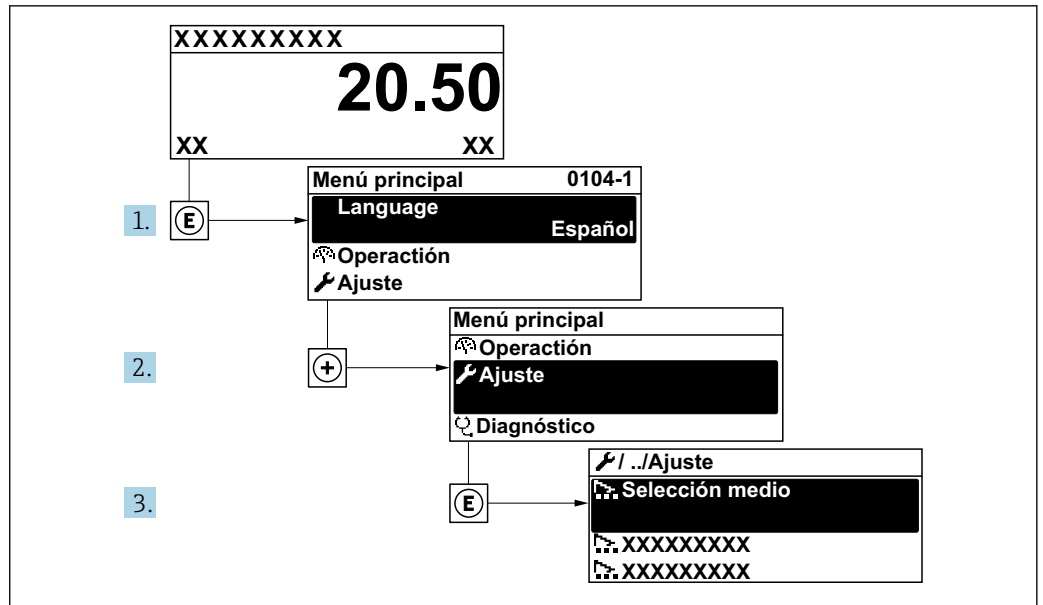 XXXXXXXXX
20.50
XX XX
1. E
Menú principal 0104-1
Language
Español
Operactión
Ajuste
2. +
Menú principal
Operactión
Ajuste
Diagnóstico
3. E
/ ../Ajuste
Selección medio
XXXXXXXXX
XXXXXXXXX